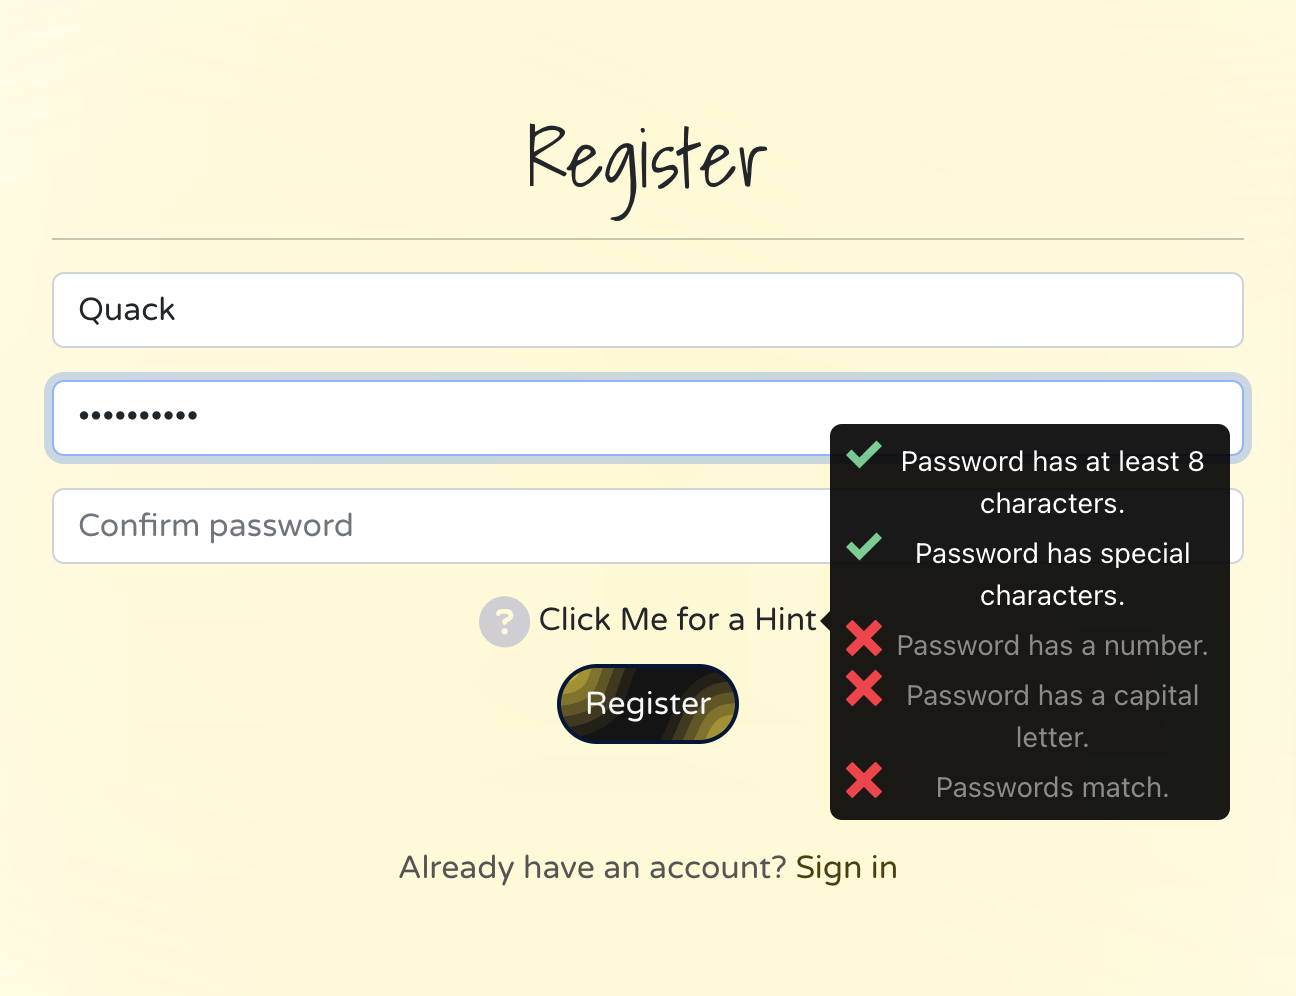 Register
Quack
••••••••••
Confirm password
? Click Me for a Hint
Password has at least 8
characters.
Password has special
characters.
Password has a number.
Password has a capital
letter.
Passwords match.
Register
Already have an account? Sign in